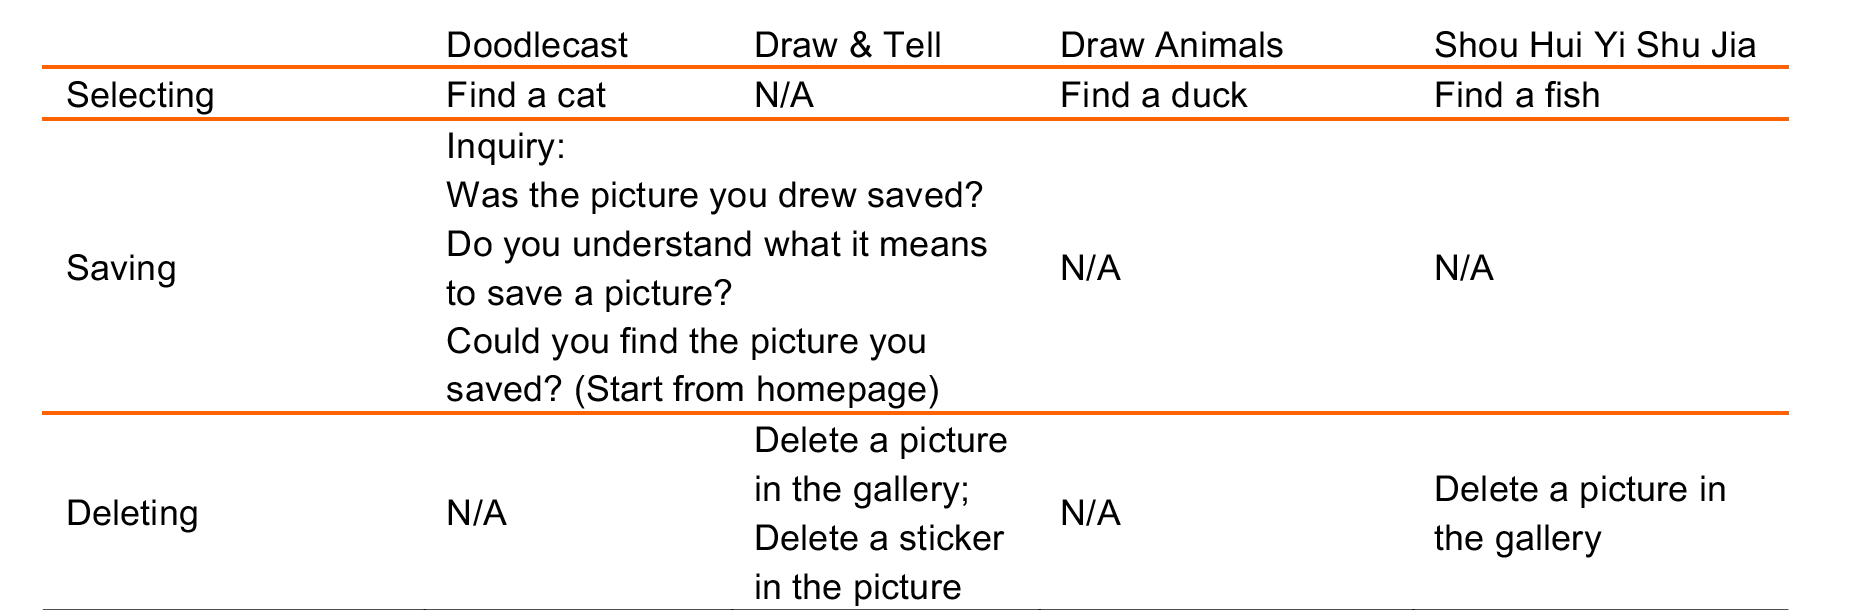 Doodlecast Draw & Tell Draw Animals Shou Hui Yi Shu Jia
Selecting Find a cat N/A Find a duck Find a fish
Saving
Inquiry:
Was the picture you drew saved?
Do you understand what it means
to save a picture?
Could you find the picture you
saved? (Start from homepage)
N/A
N/A
Deleting
N/A
Delete a picture
in the gallery;
Delete a sticker
in the picture
N/A
Delete a picture in
the gallery